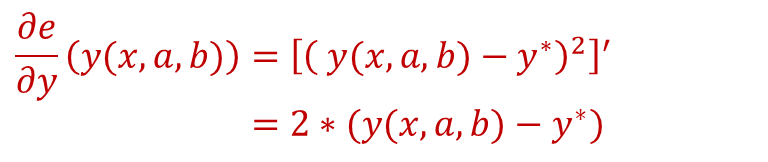 ∂e/∂y (y(x, a, b)) = [( y(x, a, b) − y*)²]′
= 2 ∗ (y(x, a, b) − y*)